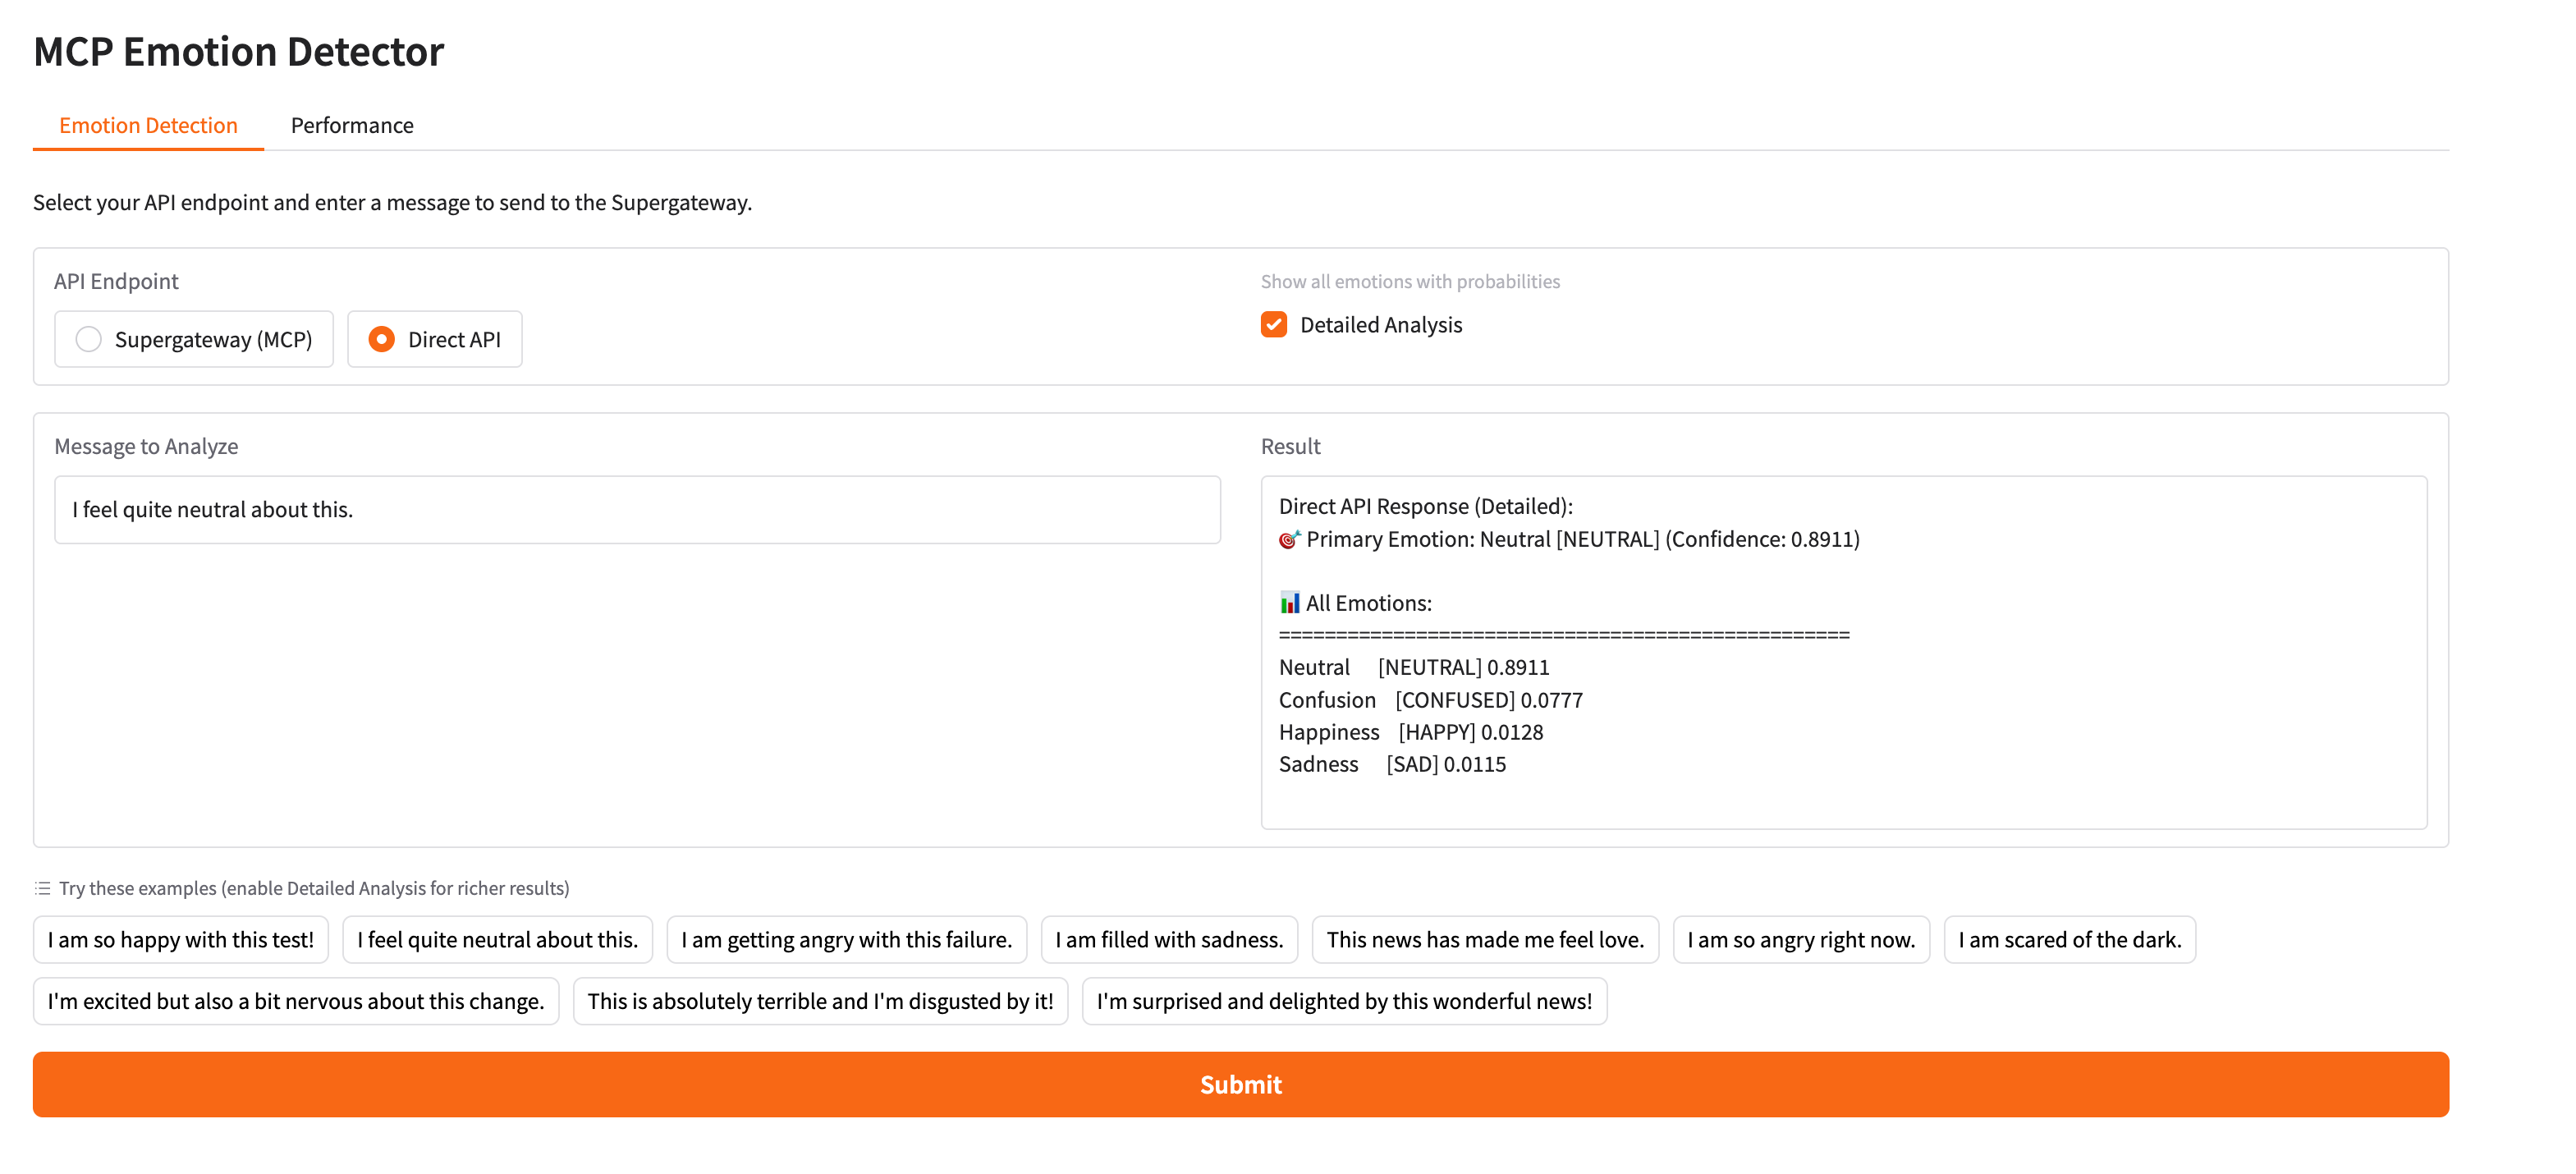 MCP Emotion Detector
Emotion Detection Performance
Select your API endpoint and enter a message to send to the Supergateway.
API Endpoint
Supergateway (MCP) Direct API
Show all emotions with probabilities
Detailed Analysis
Message to Analyze
I feel quite neutral about this.
Result
Direct API Response (Detailed):
🎯 Primary Emotion: Neutral [NEUTRAL] (Confidence: 0.8911)
📊 All Emotions:
==================================================
Neutral [NEUTRAL] 0.8911
Confusion [CONFUSED] 0.0777
Happiness [HAPPY] 0.0128
Sadness [SAD] 0.0115
Try these examples (enable Detailed Analysis for richer results)
I am so happy with this test! I feel quite neutral about this. I am getting angry with this failure. I am filled with sadness. This news has made me feel love. I am so angry right now. I am scared of the dark.
I'm excited but also a bit nervous about this change. This is absolutely terrible and I'm disgusted by it! I'm surprised and delighted by this wonderful news!
Submit